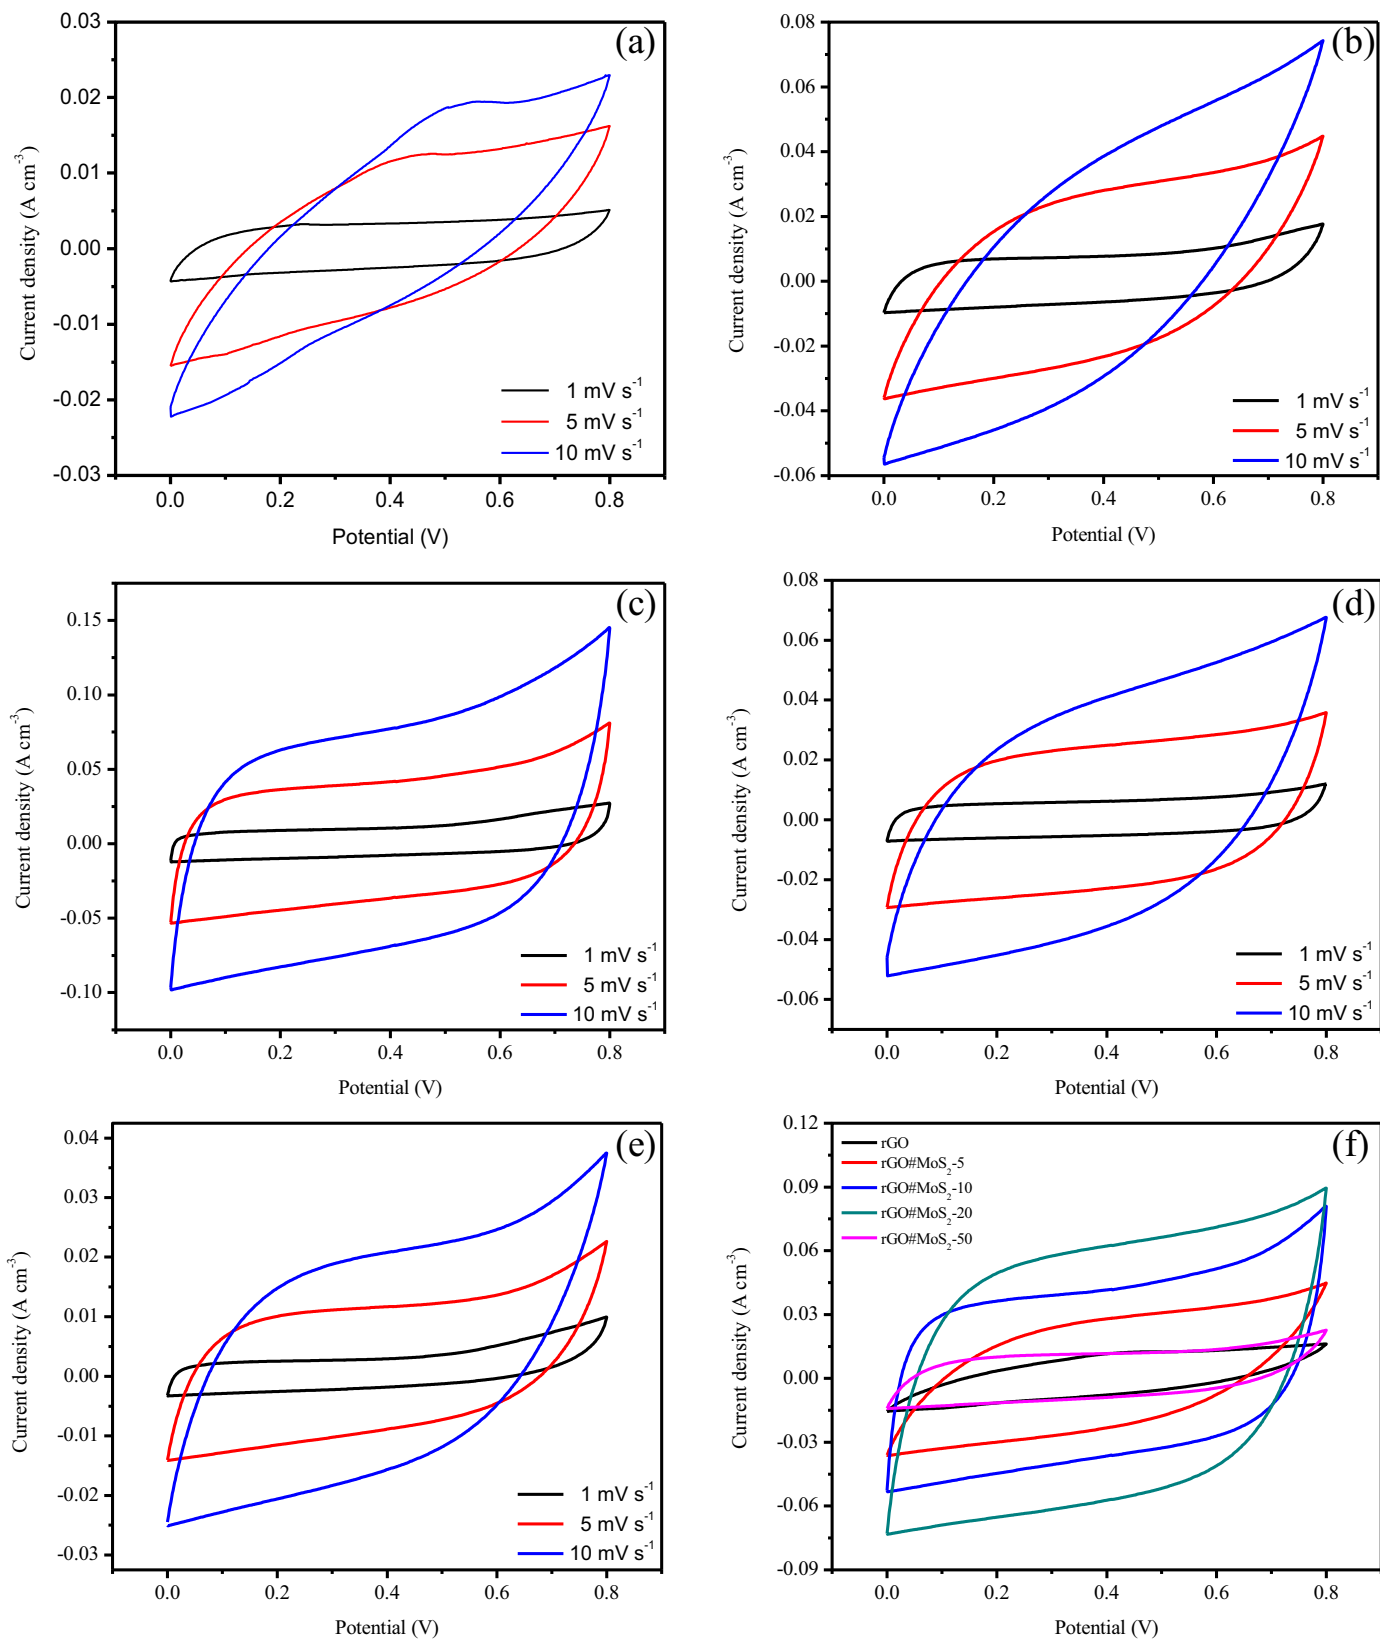 (a)
0.03
0.02
0.01
0.00
-0.01
-0.02
-0.03
Current density (A cm⁻³)
1 mV s⁻¹
5 mV s⁻¹
10 mV s⁻¹
0.0 0.2 0.4 0.6 0.8
Potential (V)
(b)
0.08
0.06
0.04
0.02
0.00
-0.02
-0.04
-0.06
Current density (A cm⁻³)
1 mV s⁻¹
5 mV s⁻¹
10 mV s⁻¹
0.0 0.2 0.4 0.6 0.8
Potential (V)
(c)
0.15
0.10
0.05
0.00
-0.05
-0.10
Current density (A cm⁻³)
1 mV s⁻¹
5 mV s⁻¹
10 mV s⁻¹
0.0 0.2 0.4 0.6 0.8
Potential (V)
(d)
0.08
0.06
0.04
0.02
0.00
-0.02
-0.04
-0.06
Current density (A cm⁻³)
1 mV s⁻¹
5 mV s⁻¹
10 mV s⁻¹
0.0 0.2 0.4 0.6 0.8
Potential (V)
(e)
0.04
0.03
0.02
0.01
0.00
-0.01
-0.02
-0.03
Current density (A cm⁻³)
1 mV s⁻¹
5 mV s⁻¹
10 mV s⁻¹
0.0 0.2 0.4 0.6 0.8
Potential (V)
(f)
0.12
0.09
0.06
0.03
0.00
-0.03
-0.06
-0.09
Current density (A cm⁻³)
rGO
rGO#MoS₂-5
rGO#MoS₂-10
rGO#MoS₂-20
rGO#MoS₂-50
0.0 0.2 0.4 0.6 0.8
Potential (V)